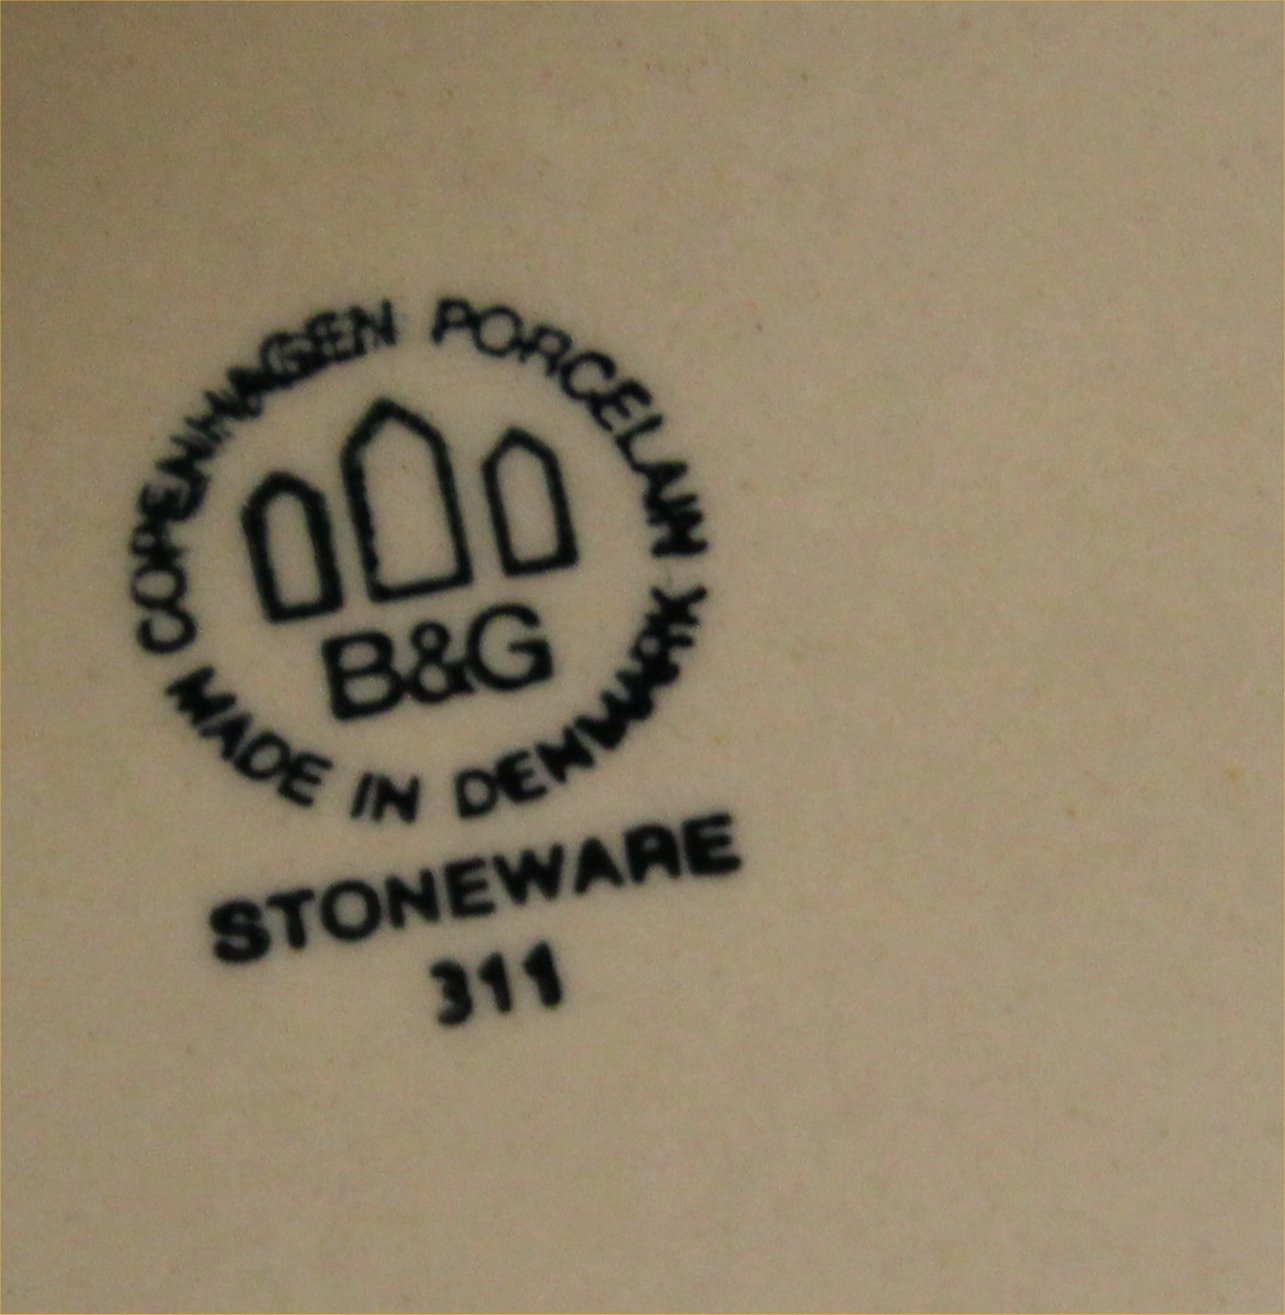 COPENHAGEN PORCELAIN
B&G
MADE IN DENMARK
STONEWARE
311